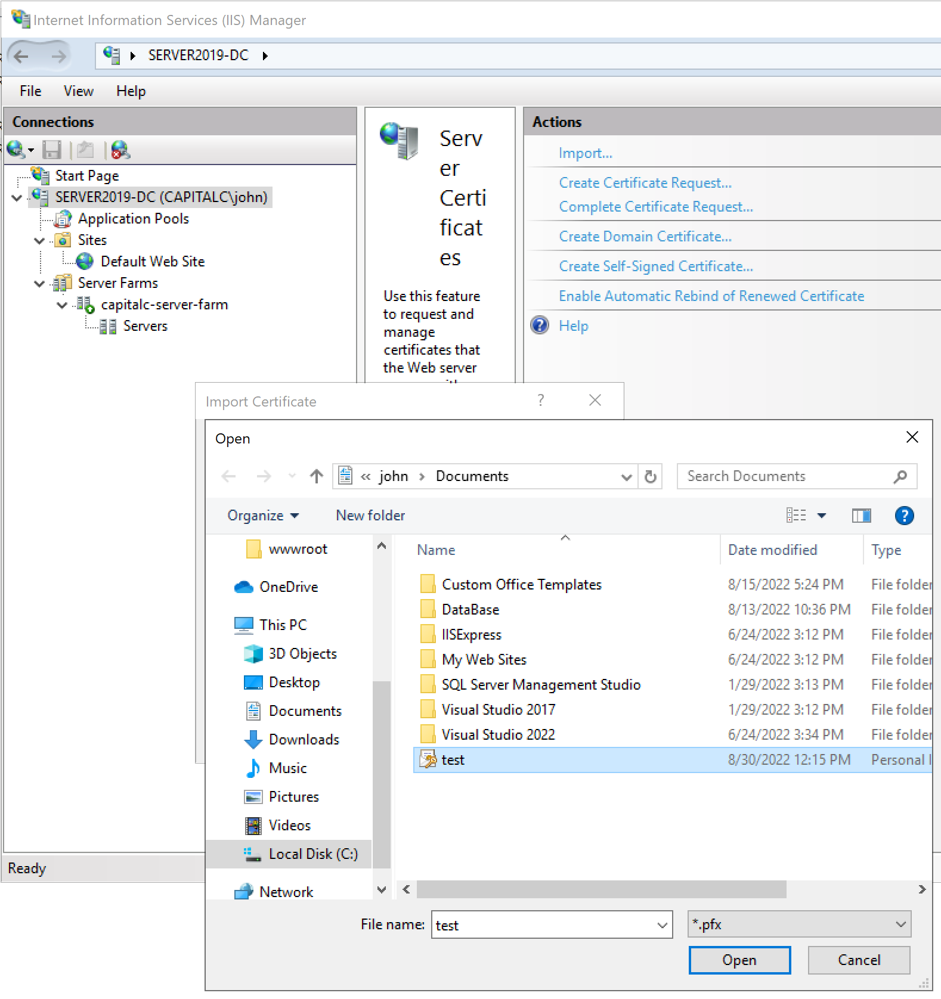 Internet Information Services (IIS) Manager
SERVER2019-DC
File View Help
Connections
Start Page
SERVER2019-DC (CAPITALC\john)
Application Pools
Sites
Default Web Site
Server Farms
capitalc-server-farm
Servers
Serv
er
Certi
ficat
es
Use this feature
to request and
manage
certificates that
the Web server
Actions
Import...
Create Certificate Request...
Complete Certificate Request...
Create Domain Certificate...
Create Self-Signed Certificate...
Enable Automatic Rebind of Renewed Certificate
Help
Import Certificate
Open
« john > Documents
Search Documents
Organize New folder
wwwroot
OneDrive
This PC
3D Objects
Desktop
Documents
Downloads
Music
Pictures
Videos
Local Disk (C:)
Network
Name Date modified Type
Custom Office Templates 8/15/2022 5:24 PM File folder
DataBase 8/13/2022 10:36 PM File folder
IISExpress 6/24/2022 3:12 PM File folder
My Web Sites 6/24/2022 3:12 PM File folder
SQL Server Management Studio 1/29/2022 3:13 PM File folder
Visual Studio 2017 1/29/2022 3:12 PM File folder
Visual Studio 2022 6/24/2022 3:34 PM File folder
test 8/30/2022 12:15 PM Personal
File name: test
*.pfx
Open Cancel
Ready